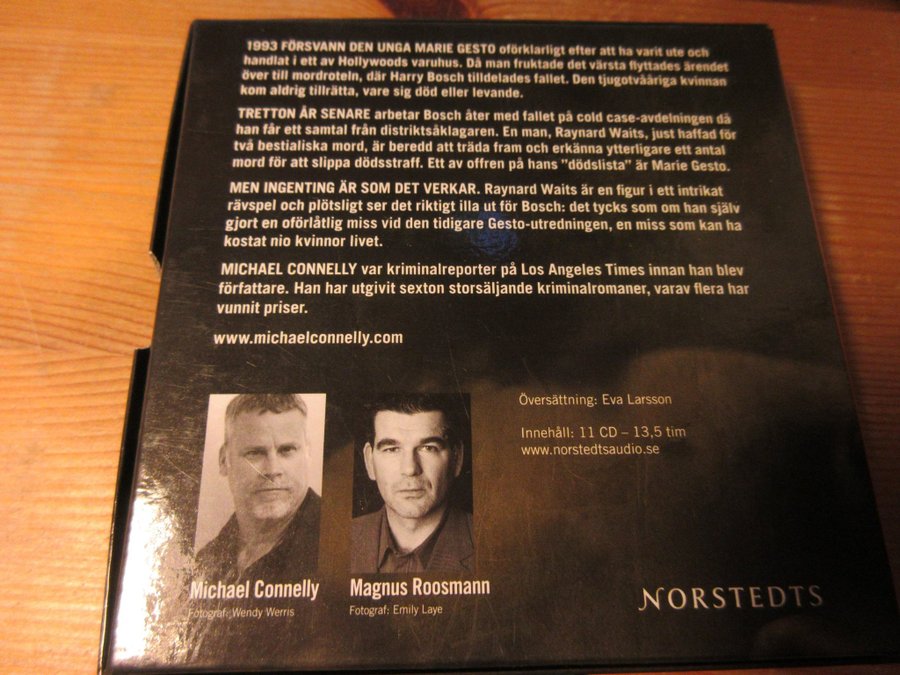 1993 FÖRSVANN DEN UNGA MARIE GESTO oförklarligt efter att ha varit ute och
handlat i ett av Hollywoods varuhus. Då man fruktade det värsta flyttades ärendet
över till mordroteln, där Harry Bosch tilldelades fallet. Den tjugotvååriga kvinnan
kom aldrig tillrätta, vare sig död eller levande.
TRETTON ÅR SENARE arbetar Bosch åter med fallet på cold case-avdelningen då
han får ett samtal från distriktsåklagaren. En man, Raynard Waits, just haffad för
två bestialiska mord, är beredd att träda fram och erkänna ytterligare ett antal
mord för att slippa dödsstraff. Ett av offren på hans ”dödslista” är Marie Gesto.
MEN INGENTING ÄR SOM DET VERKAR. Raynard Waits är en figur i ett intrikat
rävspel och plötsligt ser det riktigt illa ut för Bosch: det tycks som om han själv
gjort en oförlåtlig miss vid den tidigare Gesto-utredningen, en miss som kan ha
kostat nio kvinnor livet.
MICHAEL CONNELLY var kriminalreporter på Los Angeles Times innan han blev
författare. Han har utgivit sexton storsäljande kriminalromaner, varav flera har
vunnit priser.
www.michaelconnelly.com
Översättning: Eva Larsson
Innehåll: 11 CD – 13,5 tim
www.norstedtsaudio.se
Michael Connelly
Fotograf: Wendy Werris
Magnus Roosmann
Fotograf: Emily Laye
NORSTEDTS